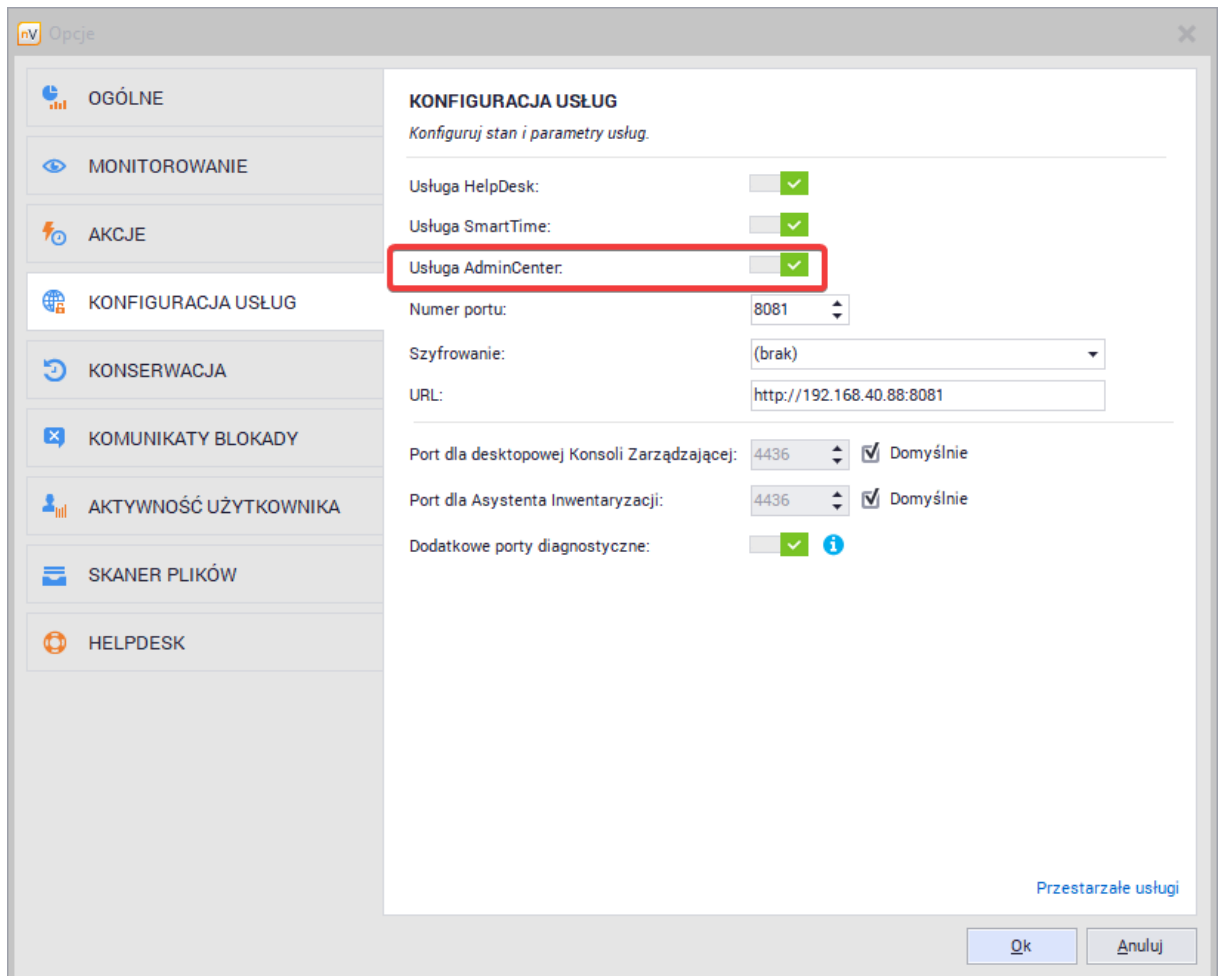 nV Opcje
OGÓLNE
MONITOROWANIE
AKCJE
KONFIGURACJA USŁUG
KONSERWACJA
KOMUNIKATY BLOKADY
AKTYWNOŚĆ UŻYTKOWNIKA
SKANER PLIKÓW
HELPDESK
KONFIGURACJA USŁUG
Konfiguruj stan i parametry usług.
Usługa HelpDesk:
Usługa SmartTime:
Usługa AdminCenter:
Numer portu: 8081
Szyfrowanie: (brak)
URL: http://192.168.40.88:8081
Port dla desktopowej Konsoli Zarządzającej: 4436 Domyślnie
Port dla Asystenta Inwentaryzacji: 4436 Domyślnie
Dodatkowe porty diagnostyczne:
Przestarzałe usługi
Ok Anuluj